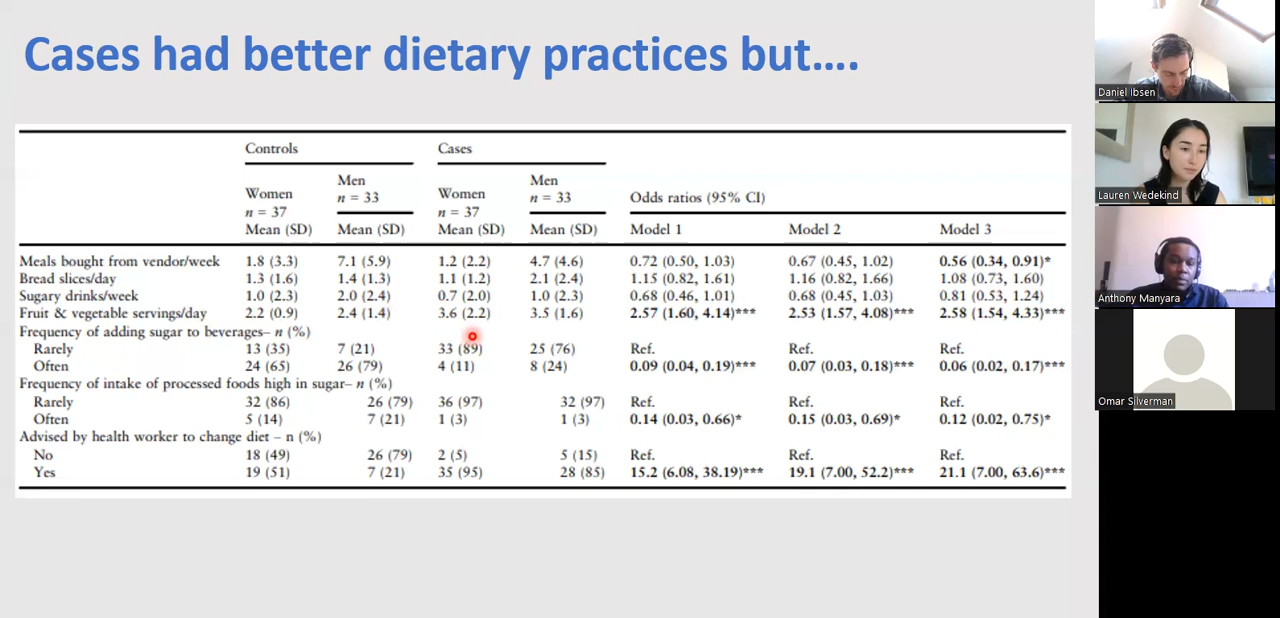 Cases had better dietary practices but....
Controls Cases
Women n = 37 Mean (SD) Men n = 33 Mean (SD) Women n = 37 Mean (SD) Men n = 33 Mean (SD) Odds ratios (95% CI)
Model 1 Model 2 Model 3
Meals bought from vendor/week 1.8 (3.3) 7.1 (5.9) 1.2 (2.2) 4.7 (4.6) 0.72 (0.50, 1.03) 0.67 (0.45, 1.02) 0.56 (0.34, 0.91)*
Bread slices/day 1.3 (1.6) 1.4 (1.3) 1.1 (1.2) 2.1 (2.4) 1.15 (0.82, 1.61) 1.16 (0.82, 1.66) 1.08 (0.73, 1.60)
Sugary drinks/week 1.0 (2.3) 2.0 (2.4) 0.7 (2.0) 1.0 (2.3) 0.68 (0.46, 1.01) 0.68 (0.45, 1.03) 0.81 (0.53, 1.24)
Fruit & vegetable servings/day 2.2 (0.9) 2.4 (1.4) 3.6 (2.2) 3.5 (1.6) 2.57 (1.60, 4.14)*** 2.53 (1.57, 4.08)*** 2.58 (1.54, 4.33)***
Frequency of adding sugar to beverages– n (%)
Rarely 13 (35) 7 (21) 33 (89) 25 (76) Ref. Ref. Ref.
Often 24 (65) 26 (79) 4 (11) 8 (24) 0.09 (0.04, 0.19)*** 0.07 (0.03, 0.18)*** 0.06 (0.02, 0.17)***
Frequency of intake of processed foods high in sugar– n (%)
Rarely 32 (86) 26 (79) 36 (97) 32 (97) Ref. Ref. Ref.
Often 5 (14) 7 (21) 1 (3) 1 (3) 0.14 (0.03, 0.66)* 0.15 (0.03, 0.69)* 0.12 (0.02, 0.75)*
Advised by health worker to change diet – n (%)
No 18 (49) 26 (79) 2 (5) 5 (15) Ref. Ref. Ref.
Yes 19 (51) 7 (21) 35 (95) 28 (85) 15.2 (6.08, 38.19)*** 19.1 (7.00, 52.2)*** 21.1 (7.00, 63.6)***
Daniel Ibsen
Lauren Wedekind
Anthony Manyara
Omar Silverman